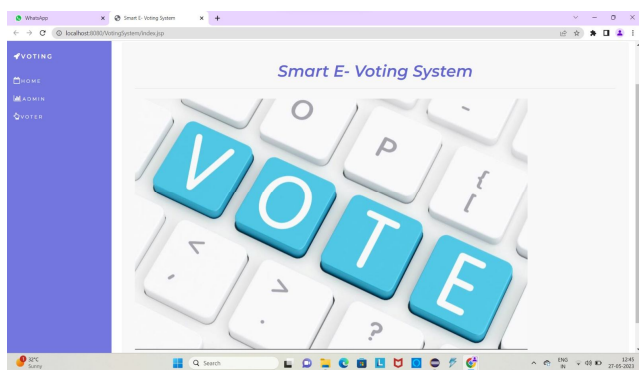 WhatsApp
Smart E-Voting System
localhost:8080/VotingSystem/index.jsp
VOTING
HOME
ADMIN
VOTER
Smart E- Voting System
O
P
{
[
V
O
T
E
<
,
>
.
?
32°C
Sunny
Search
ENG
IN
12:45
27-05-2023